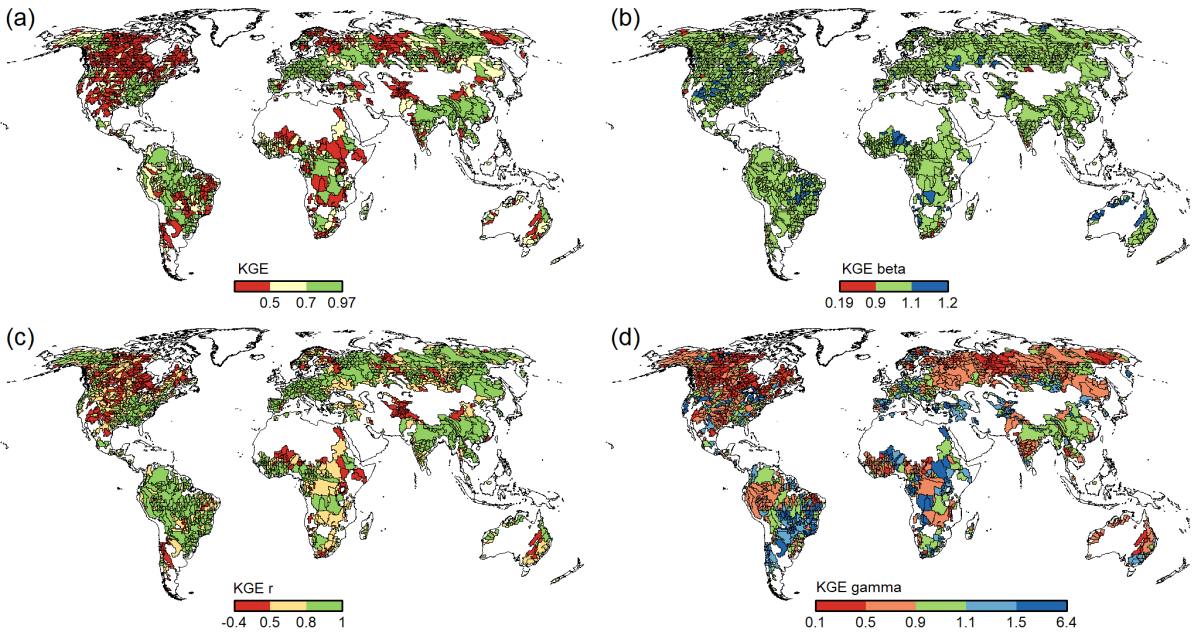 (a)
KGE
0.5 0.7 0.97
(b)
KGE beta
0.19 0.9 1.1 1.2
(c)
KGE r
-0.4 0.5 0.8 1
(d)
KGE gamma
0.1 0.5 0.9 1.1 1.5 6.4